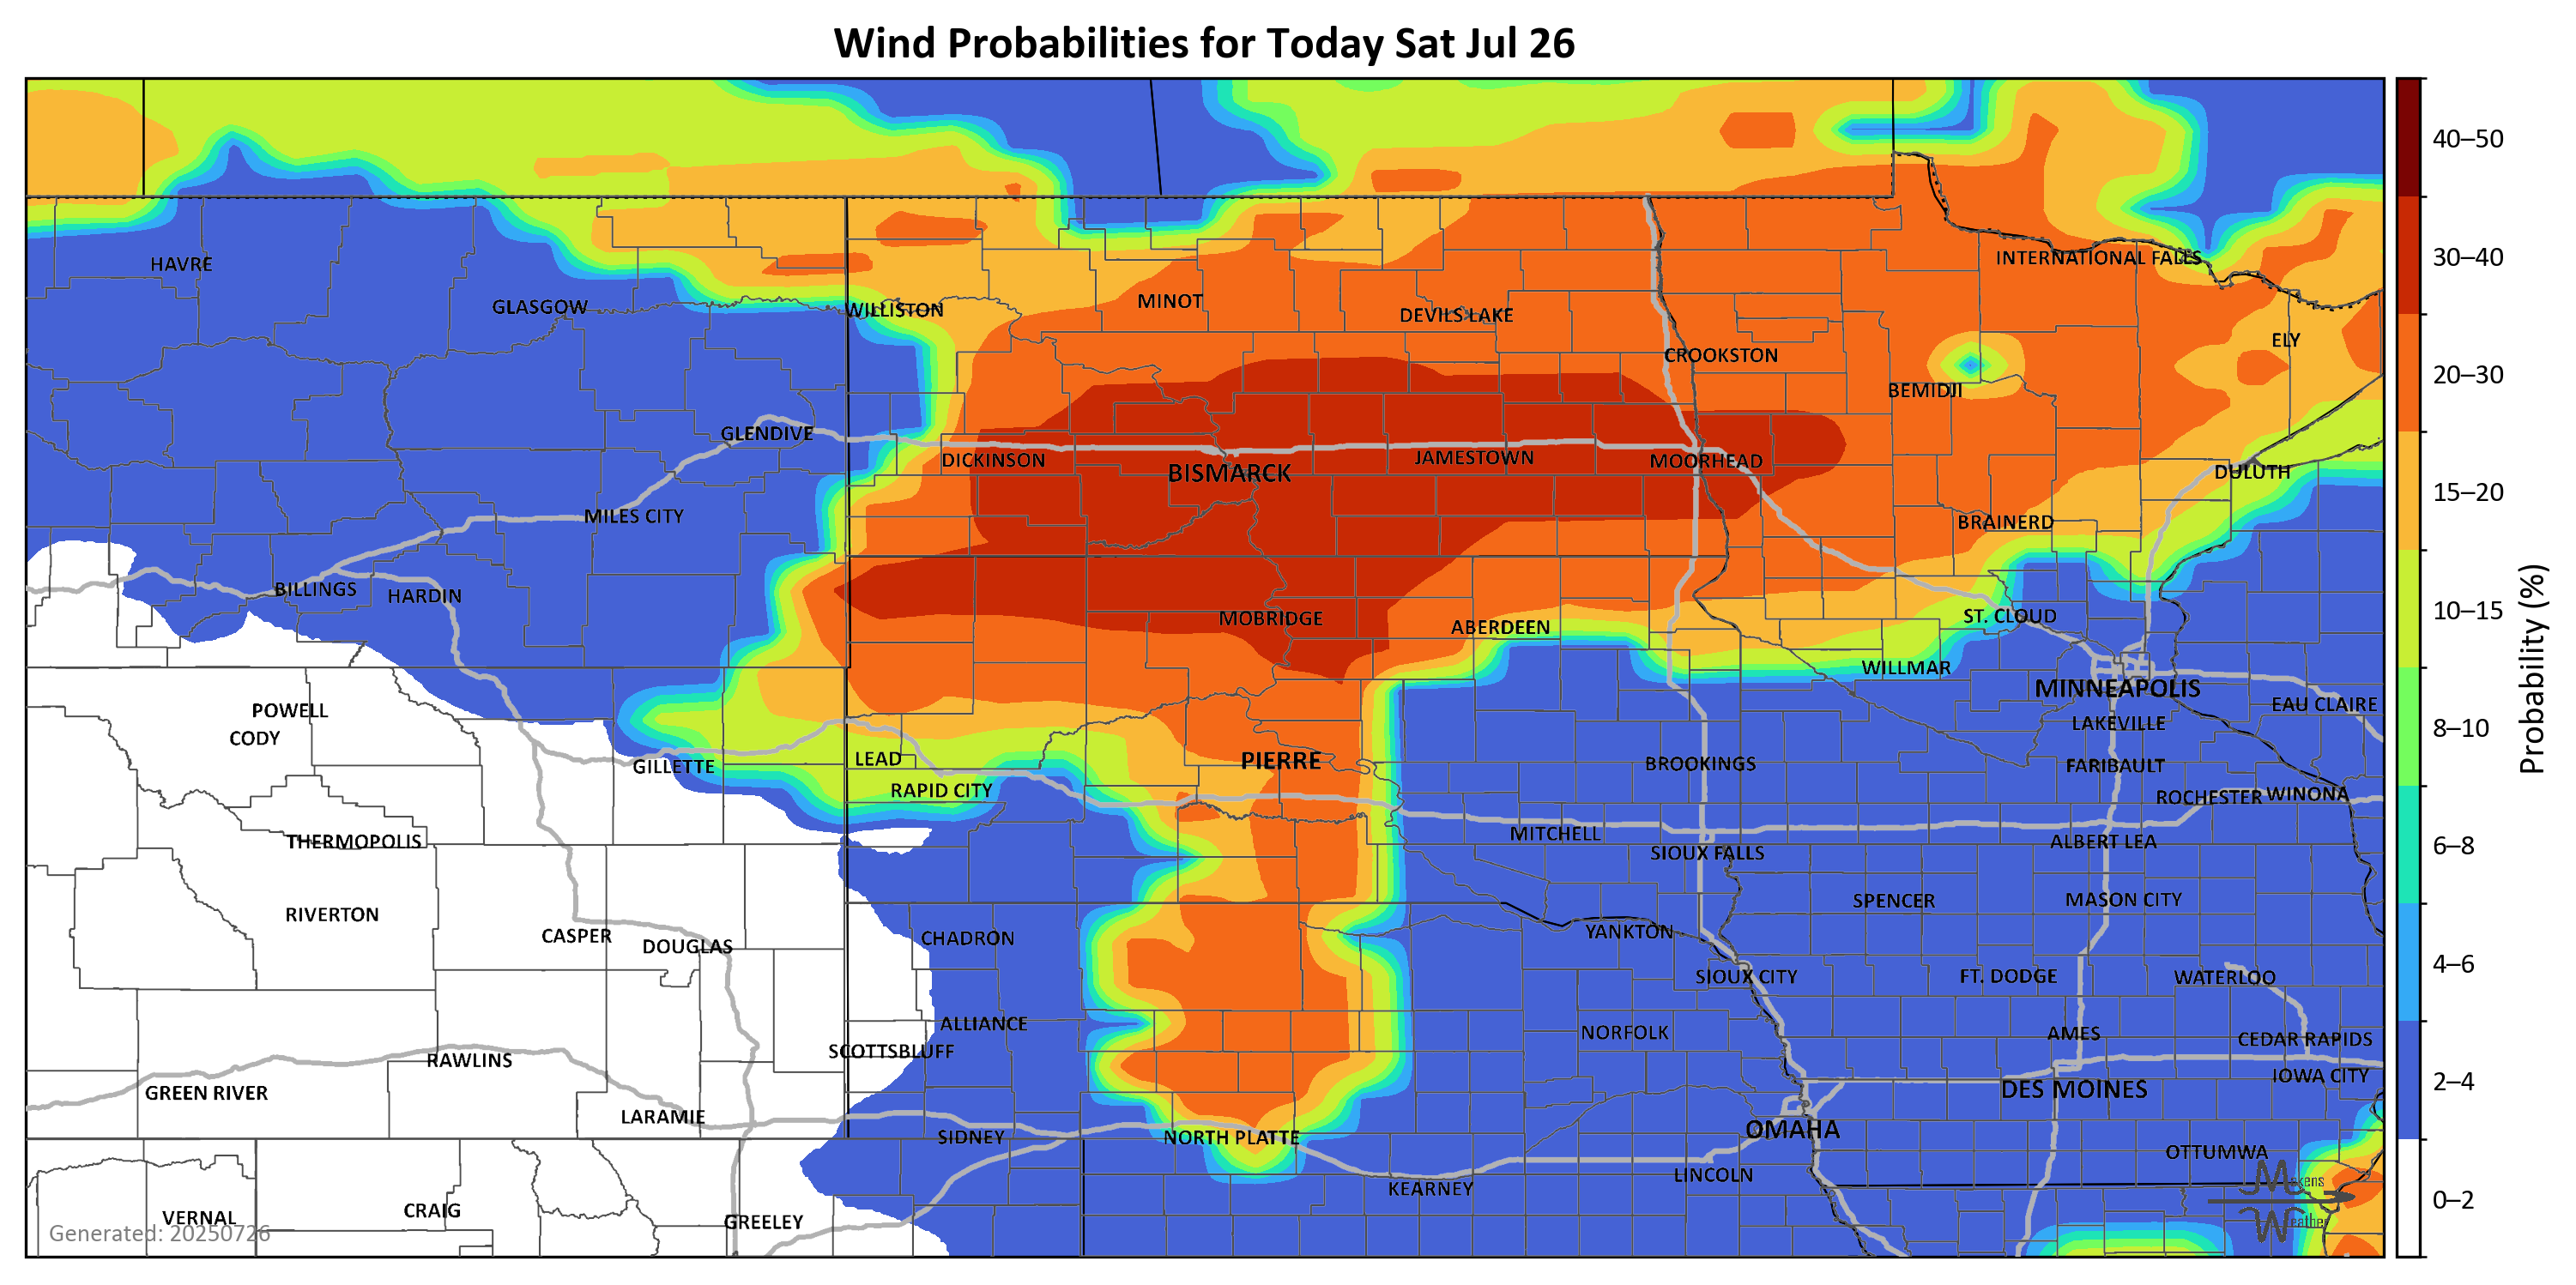 Wind Probabilities for Today Sat Jul 26
40–50
HAVRE
INTERNATIONAL FALLS
30–40
GLASGOW
WILLISTON
MINOT
DEVILS LAKE
ELY
CROOKSTON
20–30
BEMIDJI
GLENDIVE
DICKINSON
BISMARCK
JAMESTOWN
MOORHEAD
DULUTH
15–20
MILES CITY
BRAINERD
BILLINGS
HARDIN
10–15
MOBRIDGE
ABERDEEN
ST. CLOUD
WILLMAR
MINNEAPOLIS
Probability (%)
POWELL
EAU CLAIRE
CODY
LAKEVILLE
8–10
GILLETTE
LEAD
PIERRE
BROOKINGS
FARIBAULT
RAPID CITY
ROCHESTER
WINONA
THERMOPOLIS
MITCHELL
ALBERT LEA
6–8
SIOUX FALLS
RIVERTON
SPENCER
MASON CITY
CASPER
DOUGLAS
CHADRON
YANKTON
SIOUX CITY
FT. DODGE
WATERLOO
4–6
ALLIANCE
NORFOLK
AMES
SCOTTSBLUFF
CEDAR RAPIDS
RAWLINS
IOWA CITY
2–4
GREEN RIVER
DES MOINES
LARAMIE
SIDNEY
NORTH PLATTE
OMAHA
OTTUMWA
LINCOLN
KEARNEY
0–2
VERNAL
CRAIG
GREELEY
Generated: 20250726
Weather